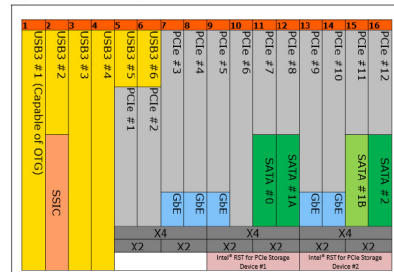 1 2 3 4 5 6 7 8 9 10 11 12 13 14 15 16
USB3 #1 (Capable of OTG)
USB3 #2
SSIC
USB3 #3
USB3 #4
USB3 #5
PCIe #1
USB3 #6
PCIe #2
PCIe #3
GbE
PCIe #4
GbE
PCIe #5
GbE
PCIe #6
PCIe #7
SATA #0
PCIe #8
SATA #1A
PCIe #9
GbE
PCIe #10
GbE
PCIe #11
SATA #1B
PCIe #12
SATA #2
X4 X4 X4
X2 X2 X2 X2 X2 X2
Intel® RST for PCIe Storage
Device #1
Intel® RST for PCIe Storage
Device #2